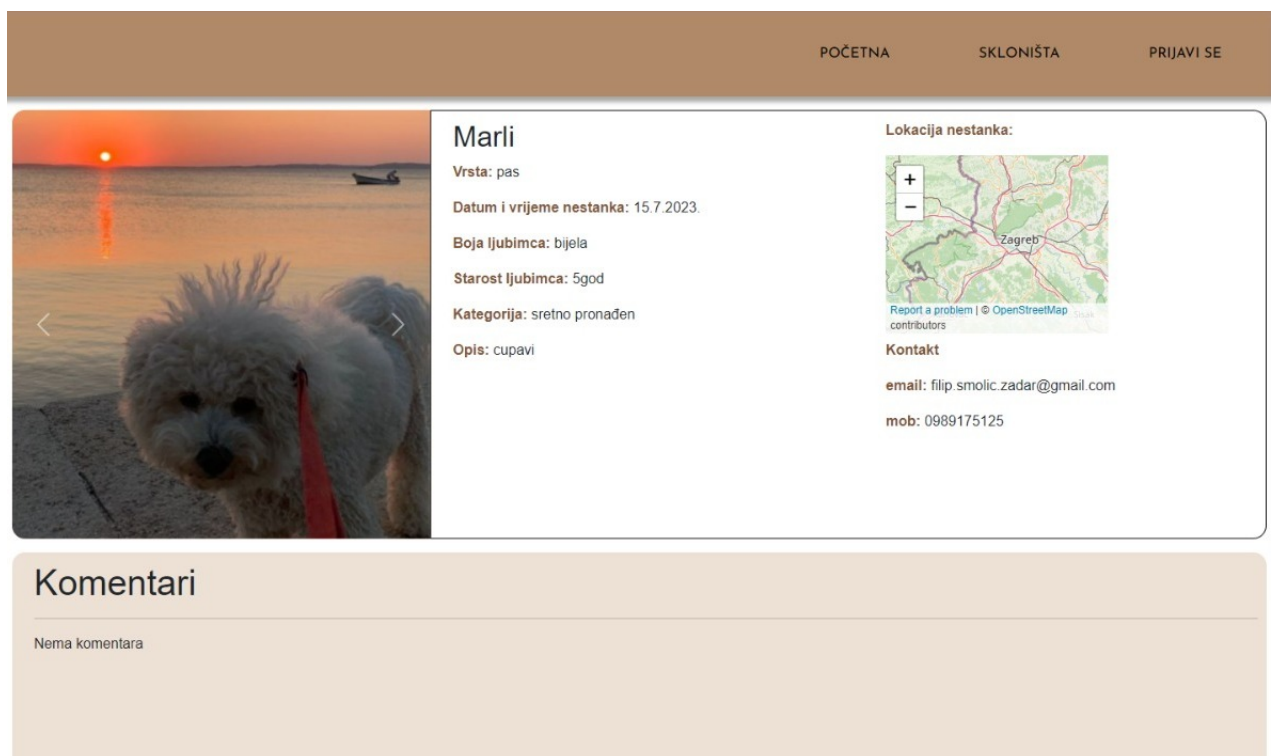 POČETNA SKLONIŠTA PRIJAVI SE
Marli
Vrsta: pas
Datum i vrijeme nestanka: 15.7.2023.
Boja ljubimca: bijela
Starost ljubimca: 5god
Kategorija: sretno pronađen
Opis: cupavi
Lokacija nestanka:
+
−
Zagreb
Sisak
Report a problem | © OpenStreetMap
contributors
Kontakt
email: filip.smolic.zadar@gmail.com
mob: 0989175125
Komentari
Nema komentara